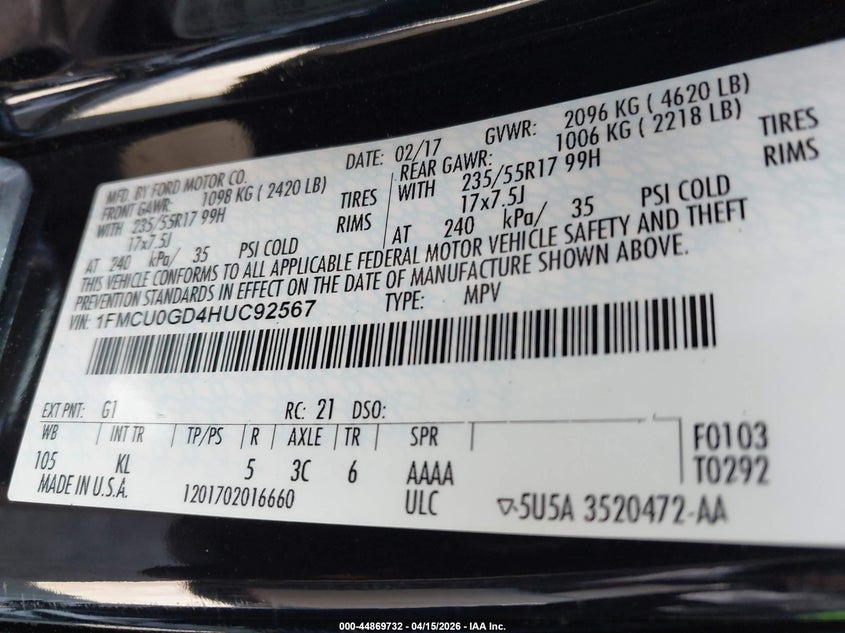 MFD. BY FORD MOTOR CO.
DATE: 02/17
GVWR: 2096 KG ( 4620 LB)
FRONT GAWR: 1098 KG ( 2420 LB)
REAR GAWR: 1006 KG ( 2218 LB)
WITH 235/55R17 99H TIRES
WITH 235/55R17 99H TIRES
17x7.5J RIMS
17x7.5J RIMS
AT 240 kPa/ 35 PSI COLD
AT 240 kPa/ 35 PSI COLD
THIS VEHICLE CONFORMS TO ALL APPLICABLE FEDERAL MOTOR VEHICLE SAFETY AND THEFT
PREVENTION STANDARDS IN EFFECT ON THE DATE OF MANUFACTURE SHOWN ABOVE.
VIN: 1FMCU0GD4HUC92567
TYPE: MPV
EXT PNT: G1 RC: 21 DSO:
WB INT TR TP/PS R AXLE TR SPR
105 KL 5 3C 6 AAAA
F0103
T0292
MADE IN U.S.A. 1201702016660 ULC 5U5A 3520472-AA
000-44869732 - 04/15/2026 - IAA Inc.